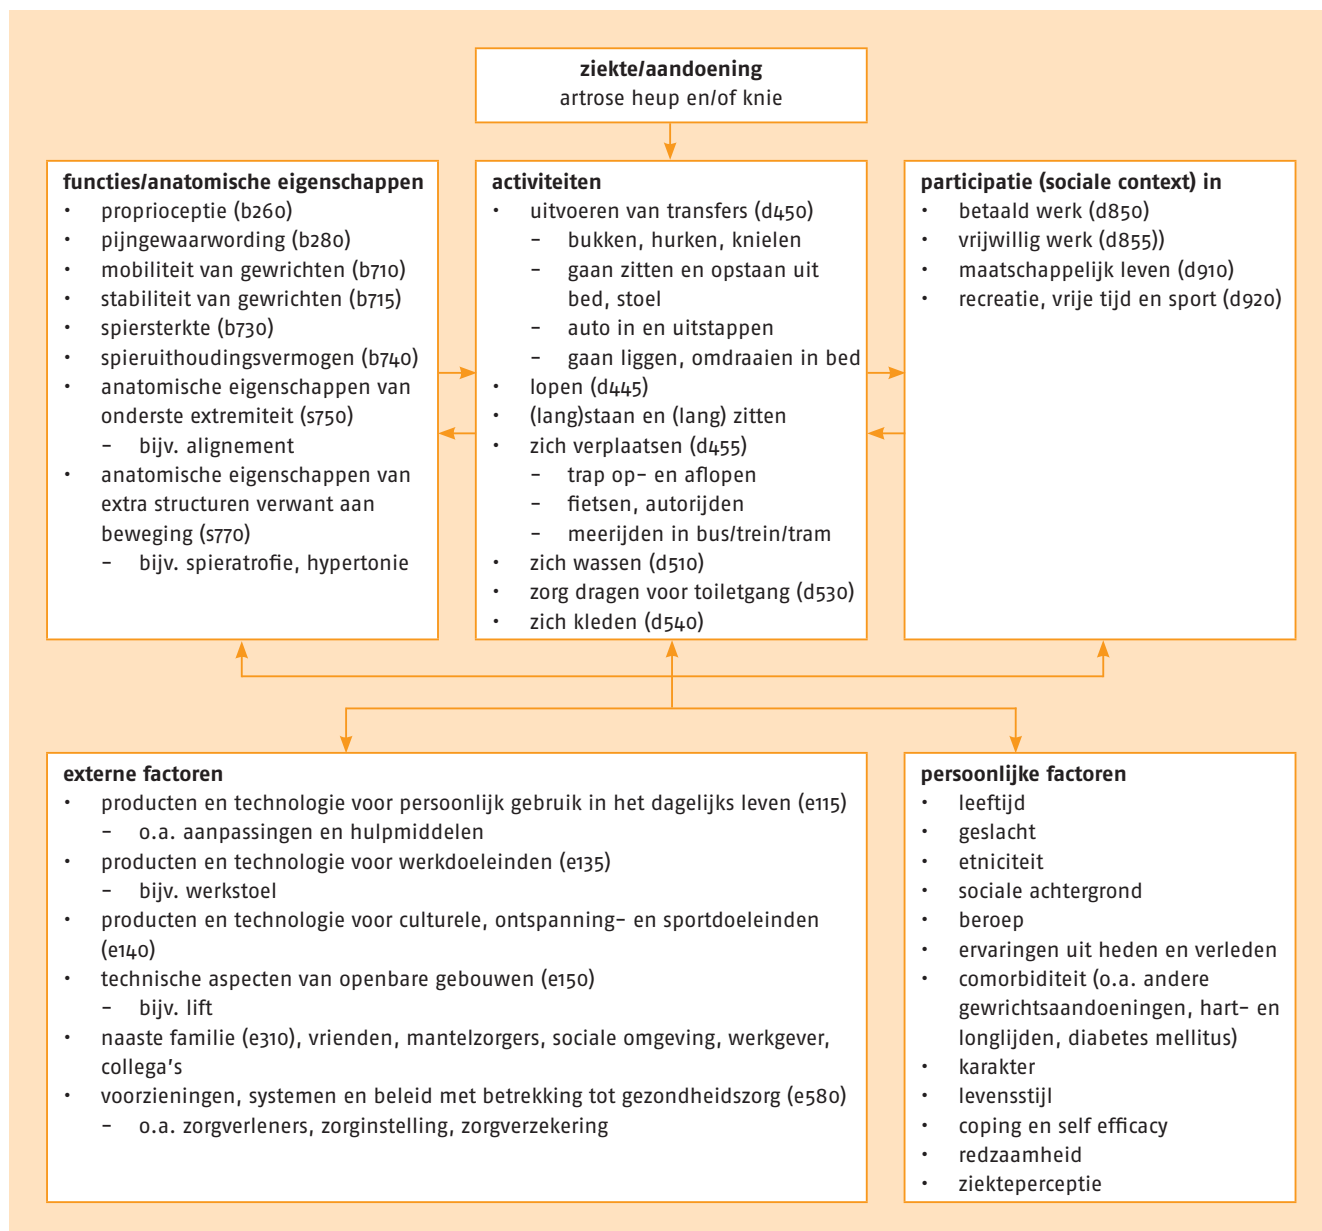 ziekte/aandoening
artrose heup en/of knie
functies/anatomische eigenschappen
• proprioceptie (b260)
• pijngewaarwording (b280)
• mobiliteit van gewrichten (b710)
• stabiliteit van gewrichten (b715)
• spiersterkte (b730)
• spieruithoudingsvermogen (b740)
• anatomische eigenschappen van
onderste extremiteit (s750)
– bijv. alignement
• anatomische eigenschappen van
extra structuren verwant aan
beweging (s770)
– bijv. spieratrofie, hypertonie
activiteiten
• uitvoeren van transfers (d450)
– bukken, hurken, knielen
– gaan zitten en opstaan uit
bed, stoel
– auto in en uitstappen
– gaan liggen, omdraaien in bed
• lopen (d445)
• (lang)staan en (lang) zitten
• zich verplaatsen (d455)
– trap op- en aflopen
– fietsen, autorijden
– meerijden in bus/trein/tram
• zich wassen (d510)
• zorg dragen voor toiletgang (d530)
• zich kleden (d540)
participatie (sociale context) in
• betaald werk (d850)
• vrijwillig werk (d855))
• maatschappelijk leven (d910)
• recreatie, vrije tijd en sport (d920)
externe factoren
• producten en technologie voor persoonlijk gebruik in het dagelijks leven (e115)
– o.a. aanpassingen en hulpmiddelen
• producten en technologie voor werkdoeleinden (e135)
– bijv. werkstoel
• producten en technologie voor culturele, ontspanning- en sportdoeleinden
(e140)
• technische aspecten van openbare gebouwen (e150)
– bijv. lift
• naaste familie (e310), vrienden, mantelzorgers, sociale omgeving, werkgever,
collega's
• voorzieningen, systemen en beleid met betrekking tot gezondheidszorg (e580)
– o.a. zorgverleners, zorginstelling, zorgverzekering
persoonlijke factoren
• leeftijd
• geslacht
• etniciteit
• sociale achtergrond
• beroep
• ervaringen uit heden en verleden
• comorbiditeit (o.a. andere
gewrichtsaandoeningen, hart- en
longlijden, diabetes mellitus)
• karakter
• levensstijl
• coping en self efficacy
• redzaamheid
• ziekteperceptie